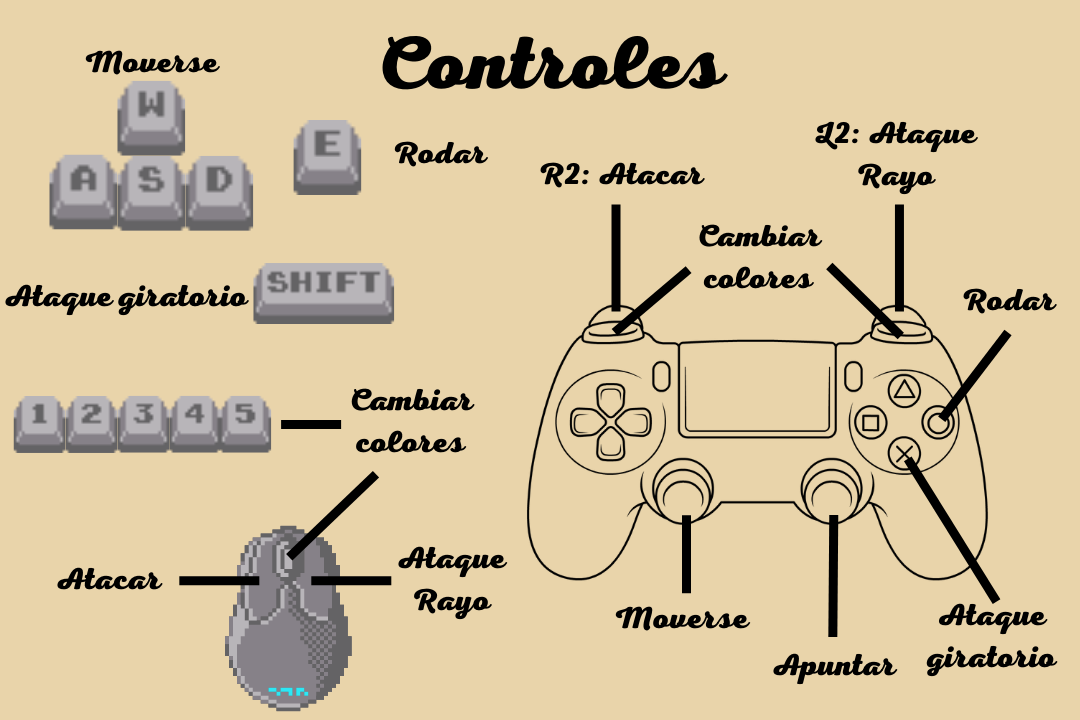 Controles
Moverse
W
A S D
E
Rodar
Ataque giratorio
SHIFT
1 2 3 4 5
Cambiar
colores
Atacar
Ataque
Rayo
R2: Atacar
L2: Ataque
Rayo
Cambiar
colores
Rodar
Moverse
Apuntar
Ataque
giratorio